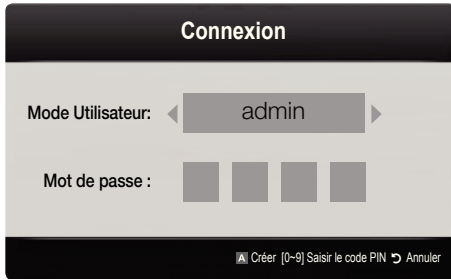 Connexion
Mode Utilisateur: admin
Mot de passe :
A Créer [0~9] Saisir le code PIN Annuler